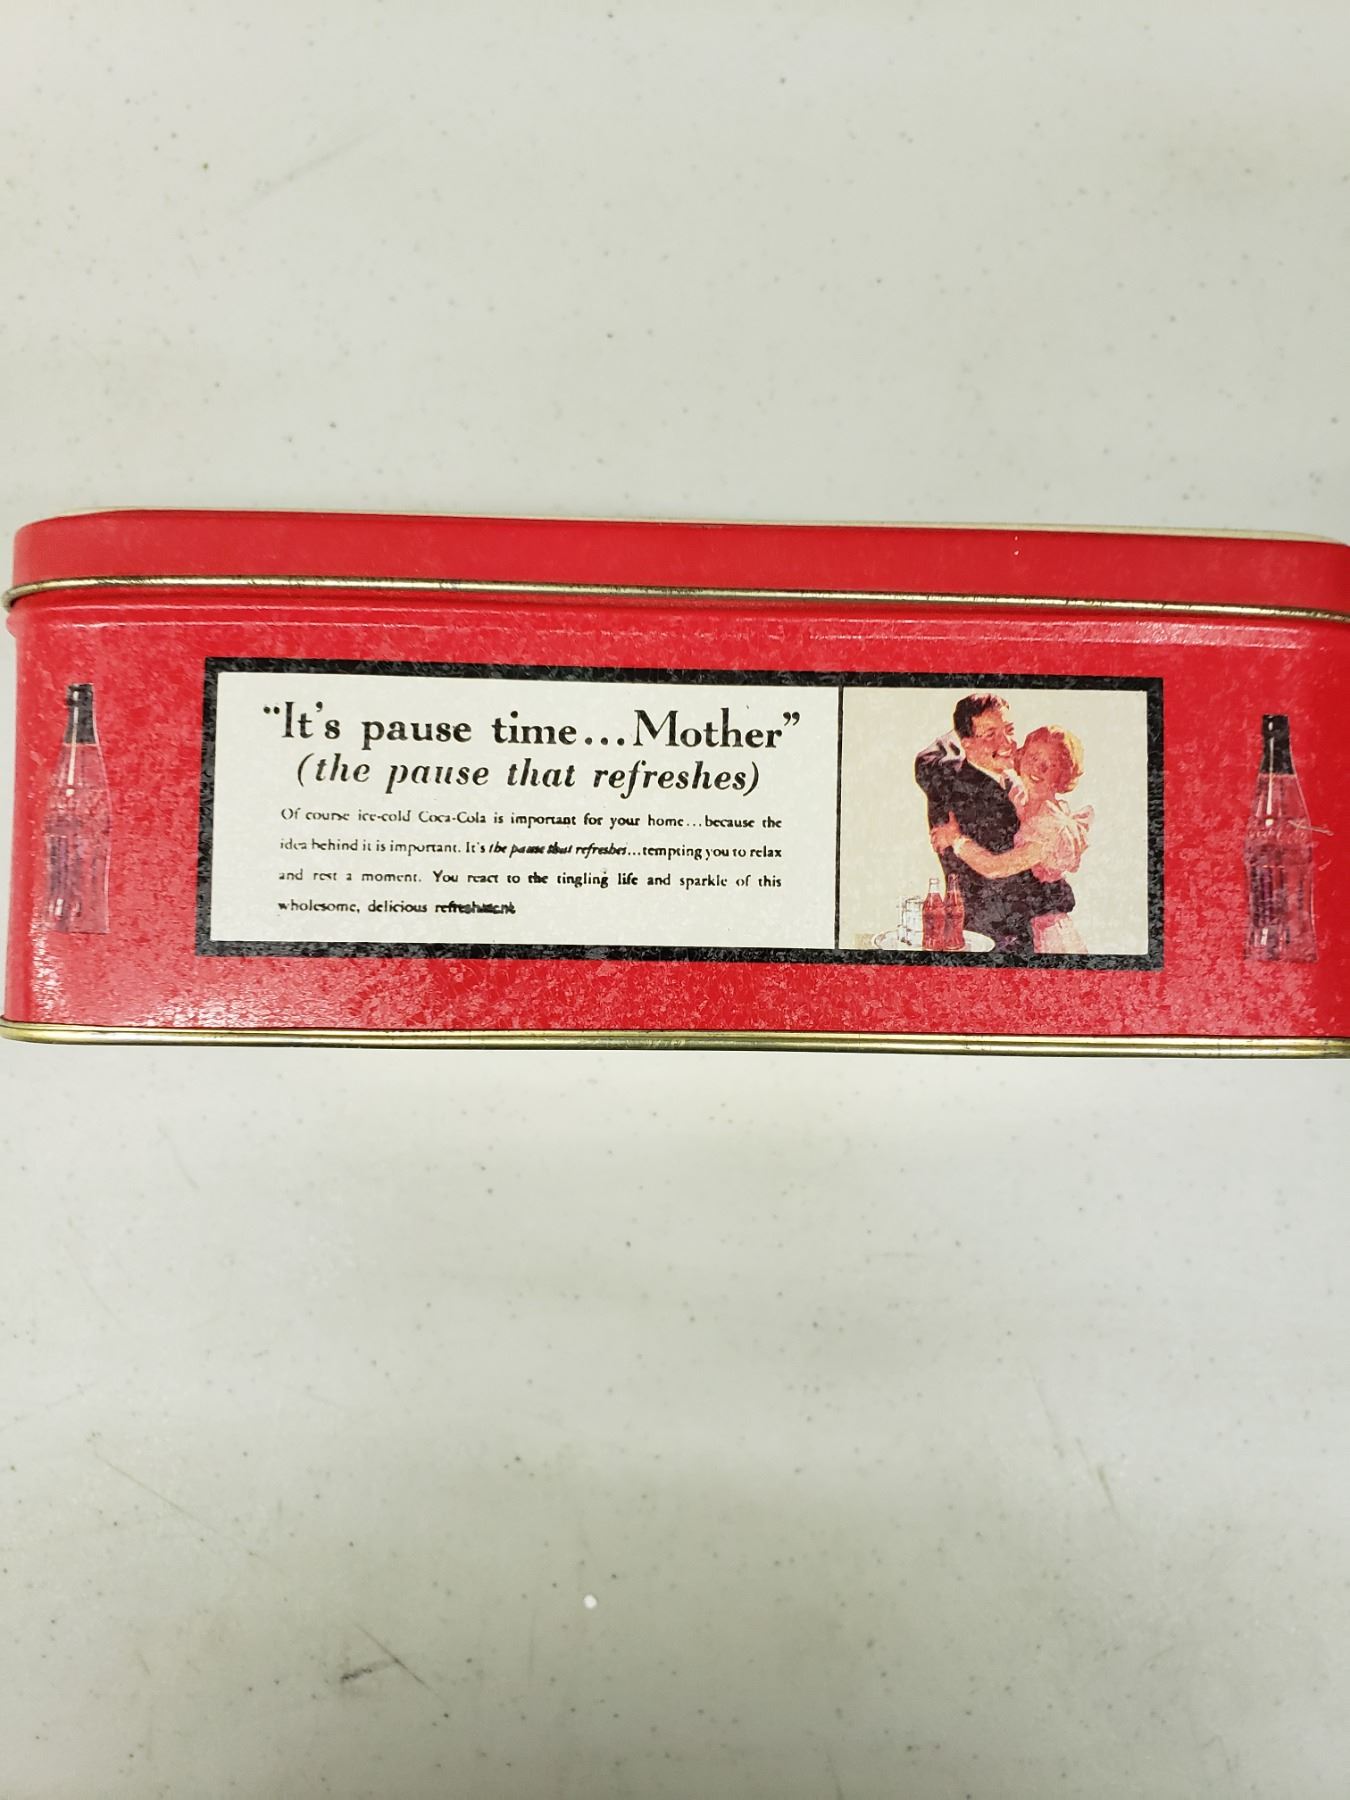 "It's pause time...Mother"
(the pause that refreshes)
Of course ice-cold Coca-Cola is important for your home...because the
idea behind it is important. It's the pause that refreshes...tempting you to relax
and rest a moment. You react to the tingling life and sparkle of this
wholesome, delicious refreshment.